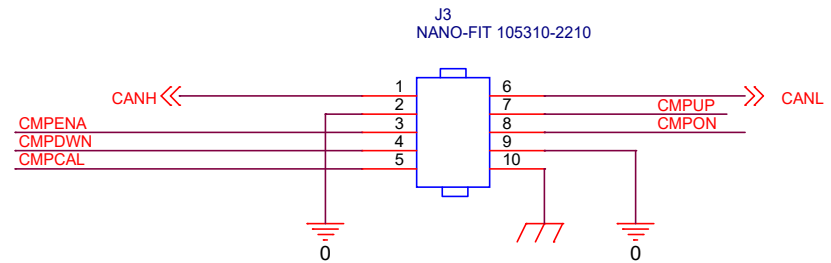 J3
NANO-FIT 105310-2210
1
6
CANH
CANL
2
7
CMPUP
CMPENA
3
8
CMPON
CMPDWN
4
9
CMPCAL
5
10
0
0